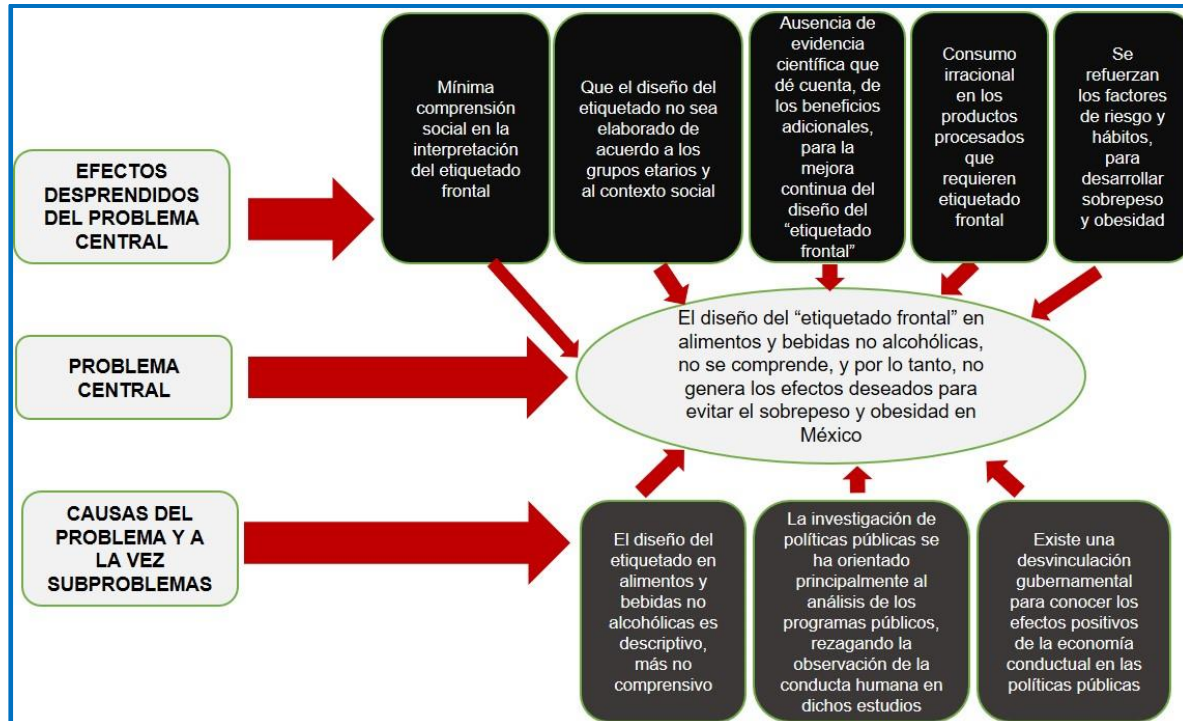 Mínima
comprensión
social en la
interpretación
del etiquetado
frontal
Que el diseño del
etiquetado no sea
elaborado de
acuerdo a los
grupos etarios y
al contexto social
Ausencia de
evidencia
científica que
dé cuenta, de
los beneficios
adicionales,
para la
mejora
continua del
diseño del
“etiquetado
frontal”
Consumo
irracional
en los
productos
procesados
que
requieren
etiquetado
frontal
Se
refuerzan
los factores
de riesgo y
hábitos,
para
desarrollar
sobrepeso
y obesidad
EFECTOS
DESPRENDIDOS
DEL PROBLEMA
CENTRAL
PROBLEMA
CENTRAL
El diseño del “etiquetado frontal” en
alimentos y bebidas no alcohólicas,
no se comprende, y por lo tanto, no
genera los efectos deseados para
evitar el sobrepeso y obesidad en
México
CAUSAS DEL
PROBLEMA Y A
LA VEZ
SUBPROBLEMAS
El diseño del
etiquetado en
alimentos y
bebidas no
alcohólicas es
descriptivo,
más no
comprensivo
La investigación de
políticas públicas se
ha orientado
principalmente al
análisis de los
programas públicos,
rezagando la
observación de la
conducta humana en
dichos estudios
Existe una
desvinculación
gubernamental
para conocer los
efectos positivos
de la economía
conductual en las
políticas públicas